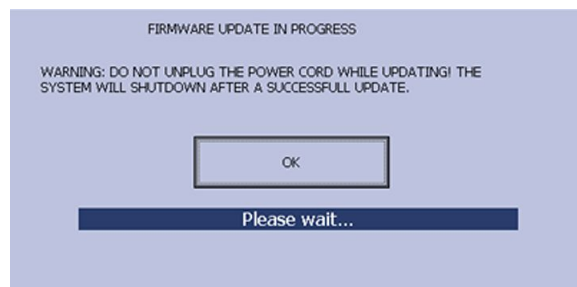 FIRMWARE UPDATE IN PROGRESS
WARNING: DO NOT UNPLUG THE POWER CORD WHILE UPDATING! THE
SYSTEM WILL SHUTDOWN AFTER A SUCCESSFULL UPDATE.
OK
Please wait...